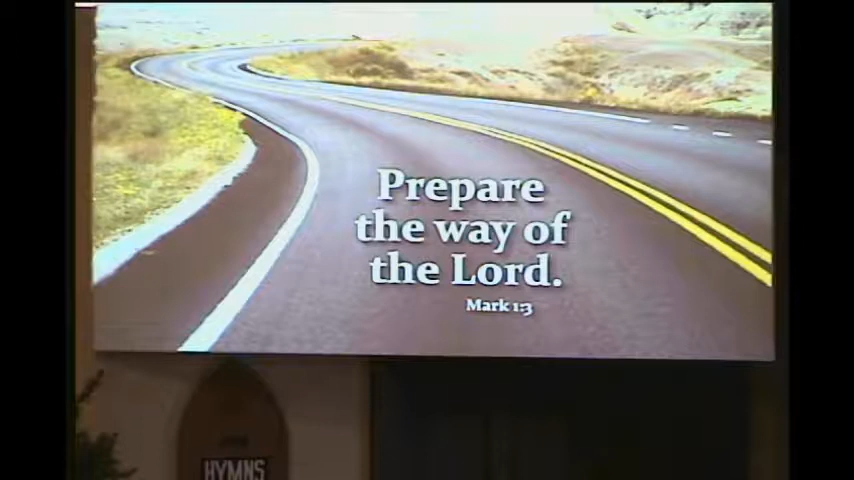 Prepare
the way of
the Lord.
Mark 1:3
HYMNS